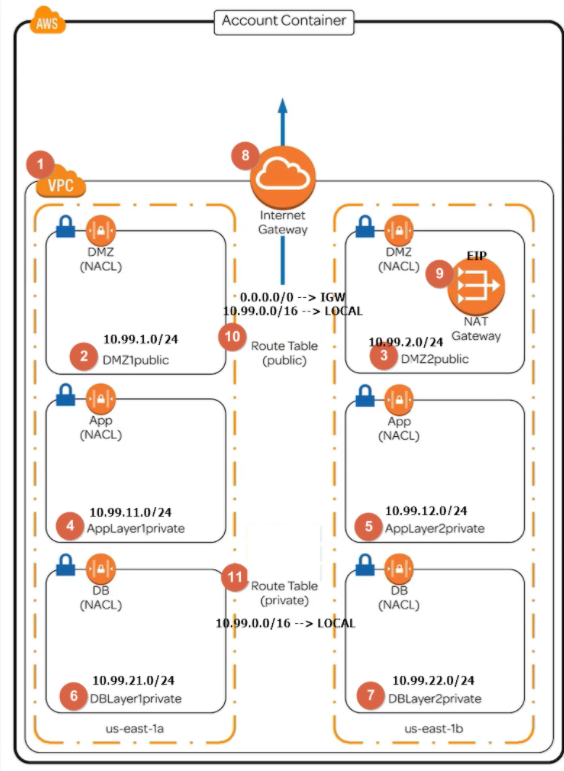 AWS
Account Container
1
VPC
8
Internet
Gateway
DMZ
(NACL)
10.99.1.0/24
2
DMZ1public
DMZ
(NACL)
EIP
9
NAT
Gateway
10.99.2.0/24
3
DMZ2public
0.0.0.0/0 --> IGW
10.99.0.0/16 --> LOCAL
10
Route Table
(public)
App
(NACL)
10.99.11.0/24
4
AppLayer1private
App
(NACL)
10.99.12.0/24
5
AppLayer2private
11
Route Table
(private)
10.99.0.0/16 --> LOCAL
DB
(NACL)
10.99.21.0/24
6
DBLayer1private
us-east-1a
DB
(NACL)
10.99.22.0/24
7
DBLayer2private
us-east-1b